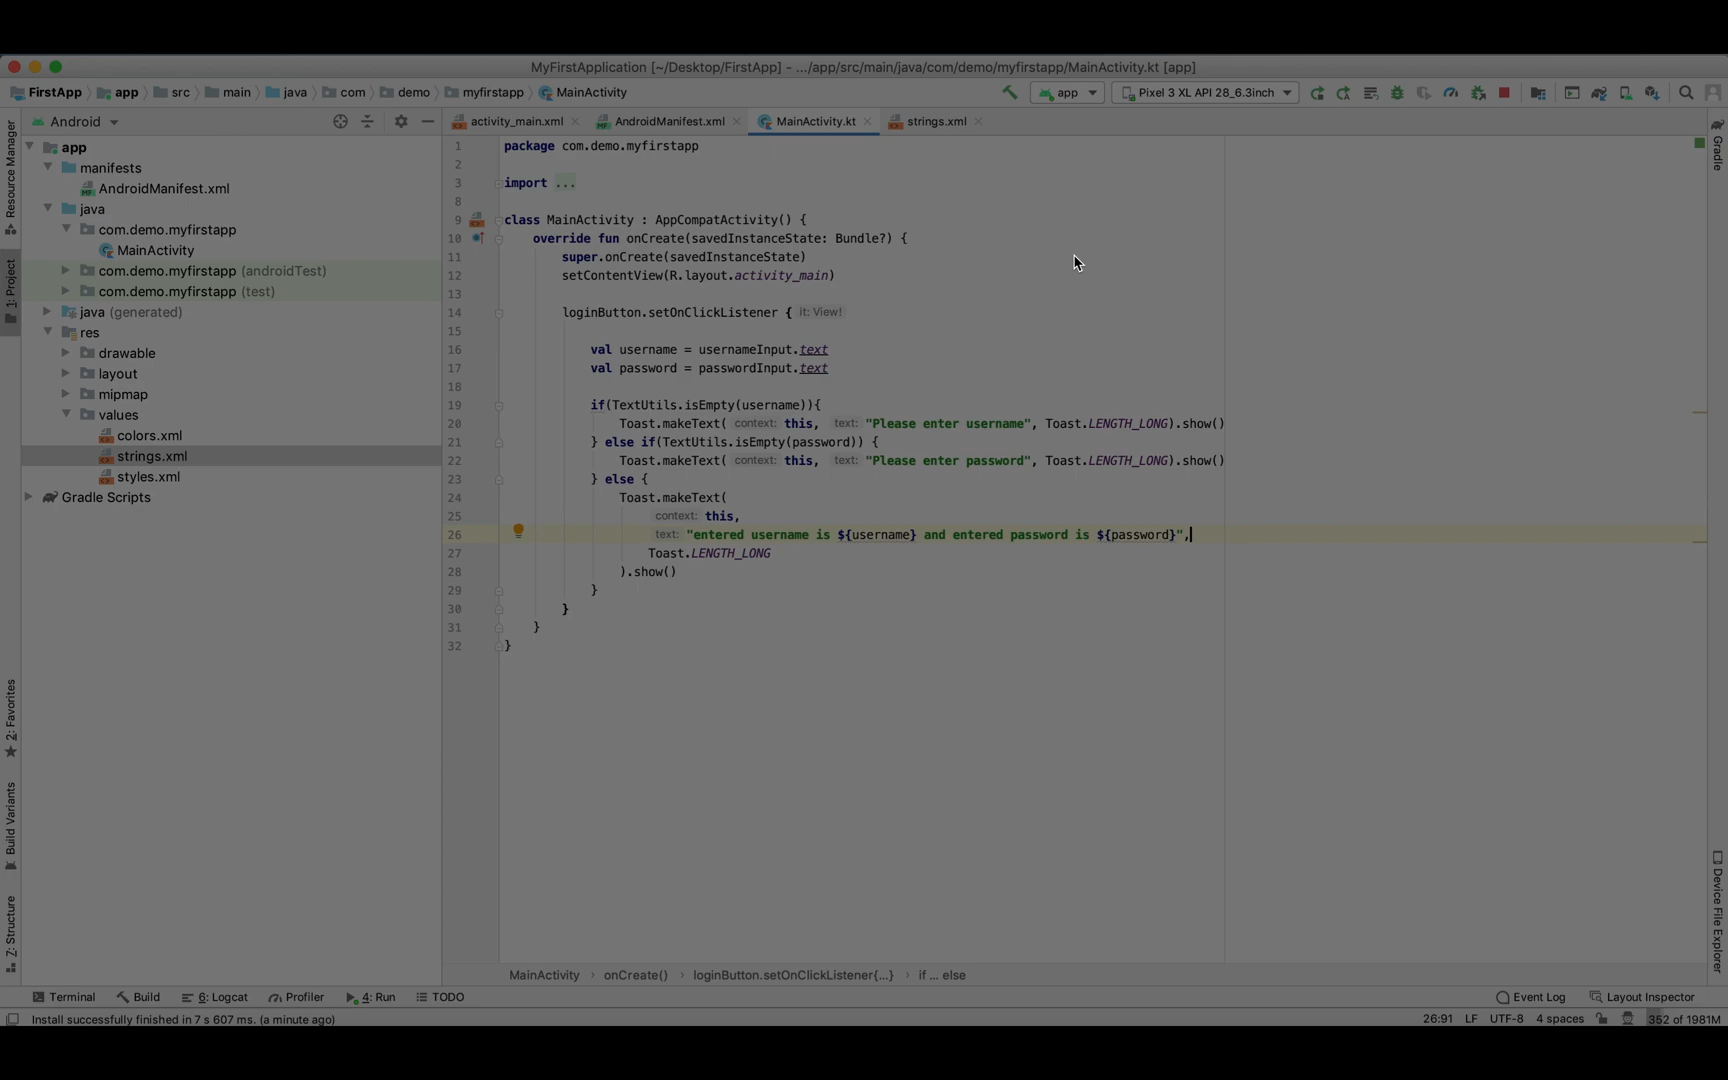 MyFirstApplication [~/Desktop/FirstApp] - .../app/src/main/java/com/demo/myfirstapp/MainActivity.kt [app]
FirstApp app src main java com demo myfirstapp MainActivity
app Pixel 3 XL API 28_6.3inch
Android
activity_main.xml AndroidManifest.xml MainActivity.kt strings.xml
Resource Manager
1: Project
2: Favorites
Build Variants
Z: Structure
app
manifests
AndroidManifest.xml
java
com.demo.myfirstapp
MainActivity
com.demo.myfirstapp (androidTest)
com.demo.myfirstapp (test)
java (generated)
res
drawable
layout
mipmap
values
colors.xml
strings.xml
styles.xml
Gradle Scripts
1 package com.demo.myfirstapp
2
3 import ...
8
9 class MainActivity : AppCompatActivity() {
10 override fun onCreate(savedInstanceState: Bundle?) {
11 super.onCreate(savedInstanceState)
12 setContentView(R.layout.activity_main)
13
14 loginButton.setOnClickListener { it: View!
15
16 val username = usernameInput.text
17 val password = passwordInput.text
18
19 if(TextUtils.isEmpty(username)){
20 Toast.makeText( context: this, text: "Please enter username", Toast.LENGTH_LONG).show()
21 } else if(TextUtils.isEmpty(password)) {
22 Toast.makeText( context: this, text: "Please enter password", Toast.LENGTH_LONG).show()
23 } else {
24 Toast.makeText(
25 context: this,
26 text: "entered username is ${username} and entered password is ${password}",
27 Toast.LENGTH_LONG
28 ).show()
29 }
30 }
31 }
32 }
Gradle
Device File Explorer
MainActivity › onCreate() › loginButton.setOnClickListener{...} › if ... else
Terminal Build 6: Logcat Profiler 4: Run TODO Event Log Layout Inspector
Install successfully finished in 7 s 607 ms. (a minute ago) 26:91 LF UTF-8 4 spaces 352 of 1981M